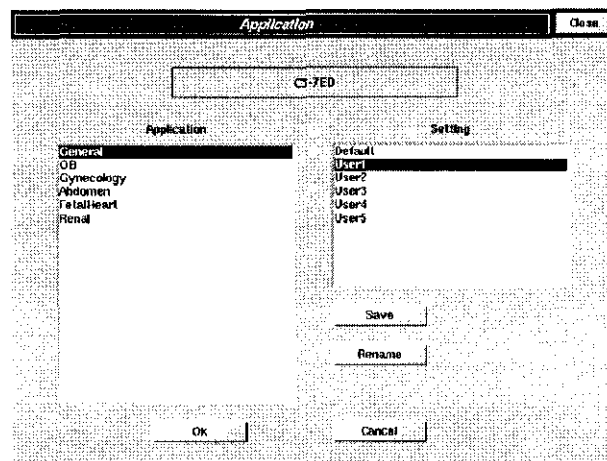 Application
Close
C3-7ED
Application
Setting
General
OB
Gynecology
Abdomen
FetalHeart
Renal
Default
User1
User2
User3
User4
User5
Save
Rename
Ok
Cancel